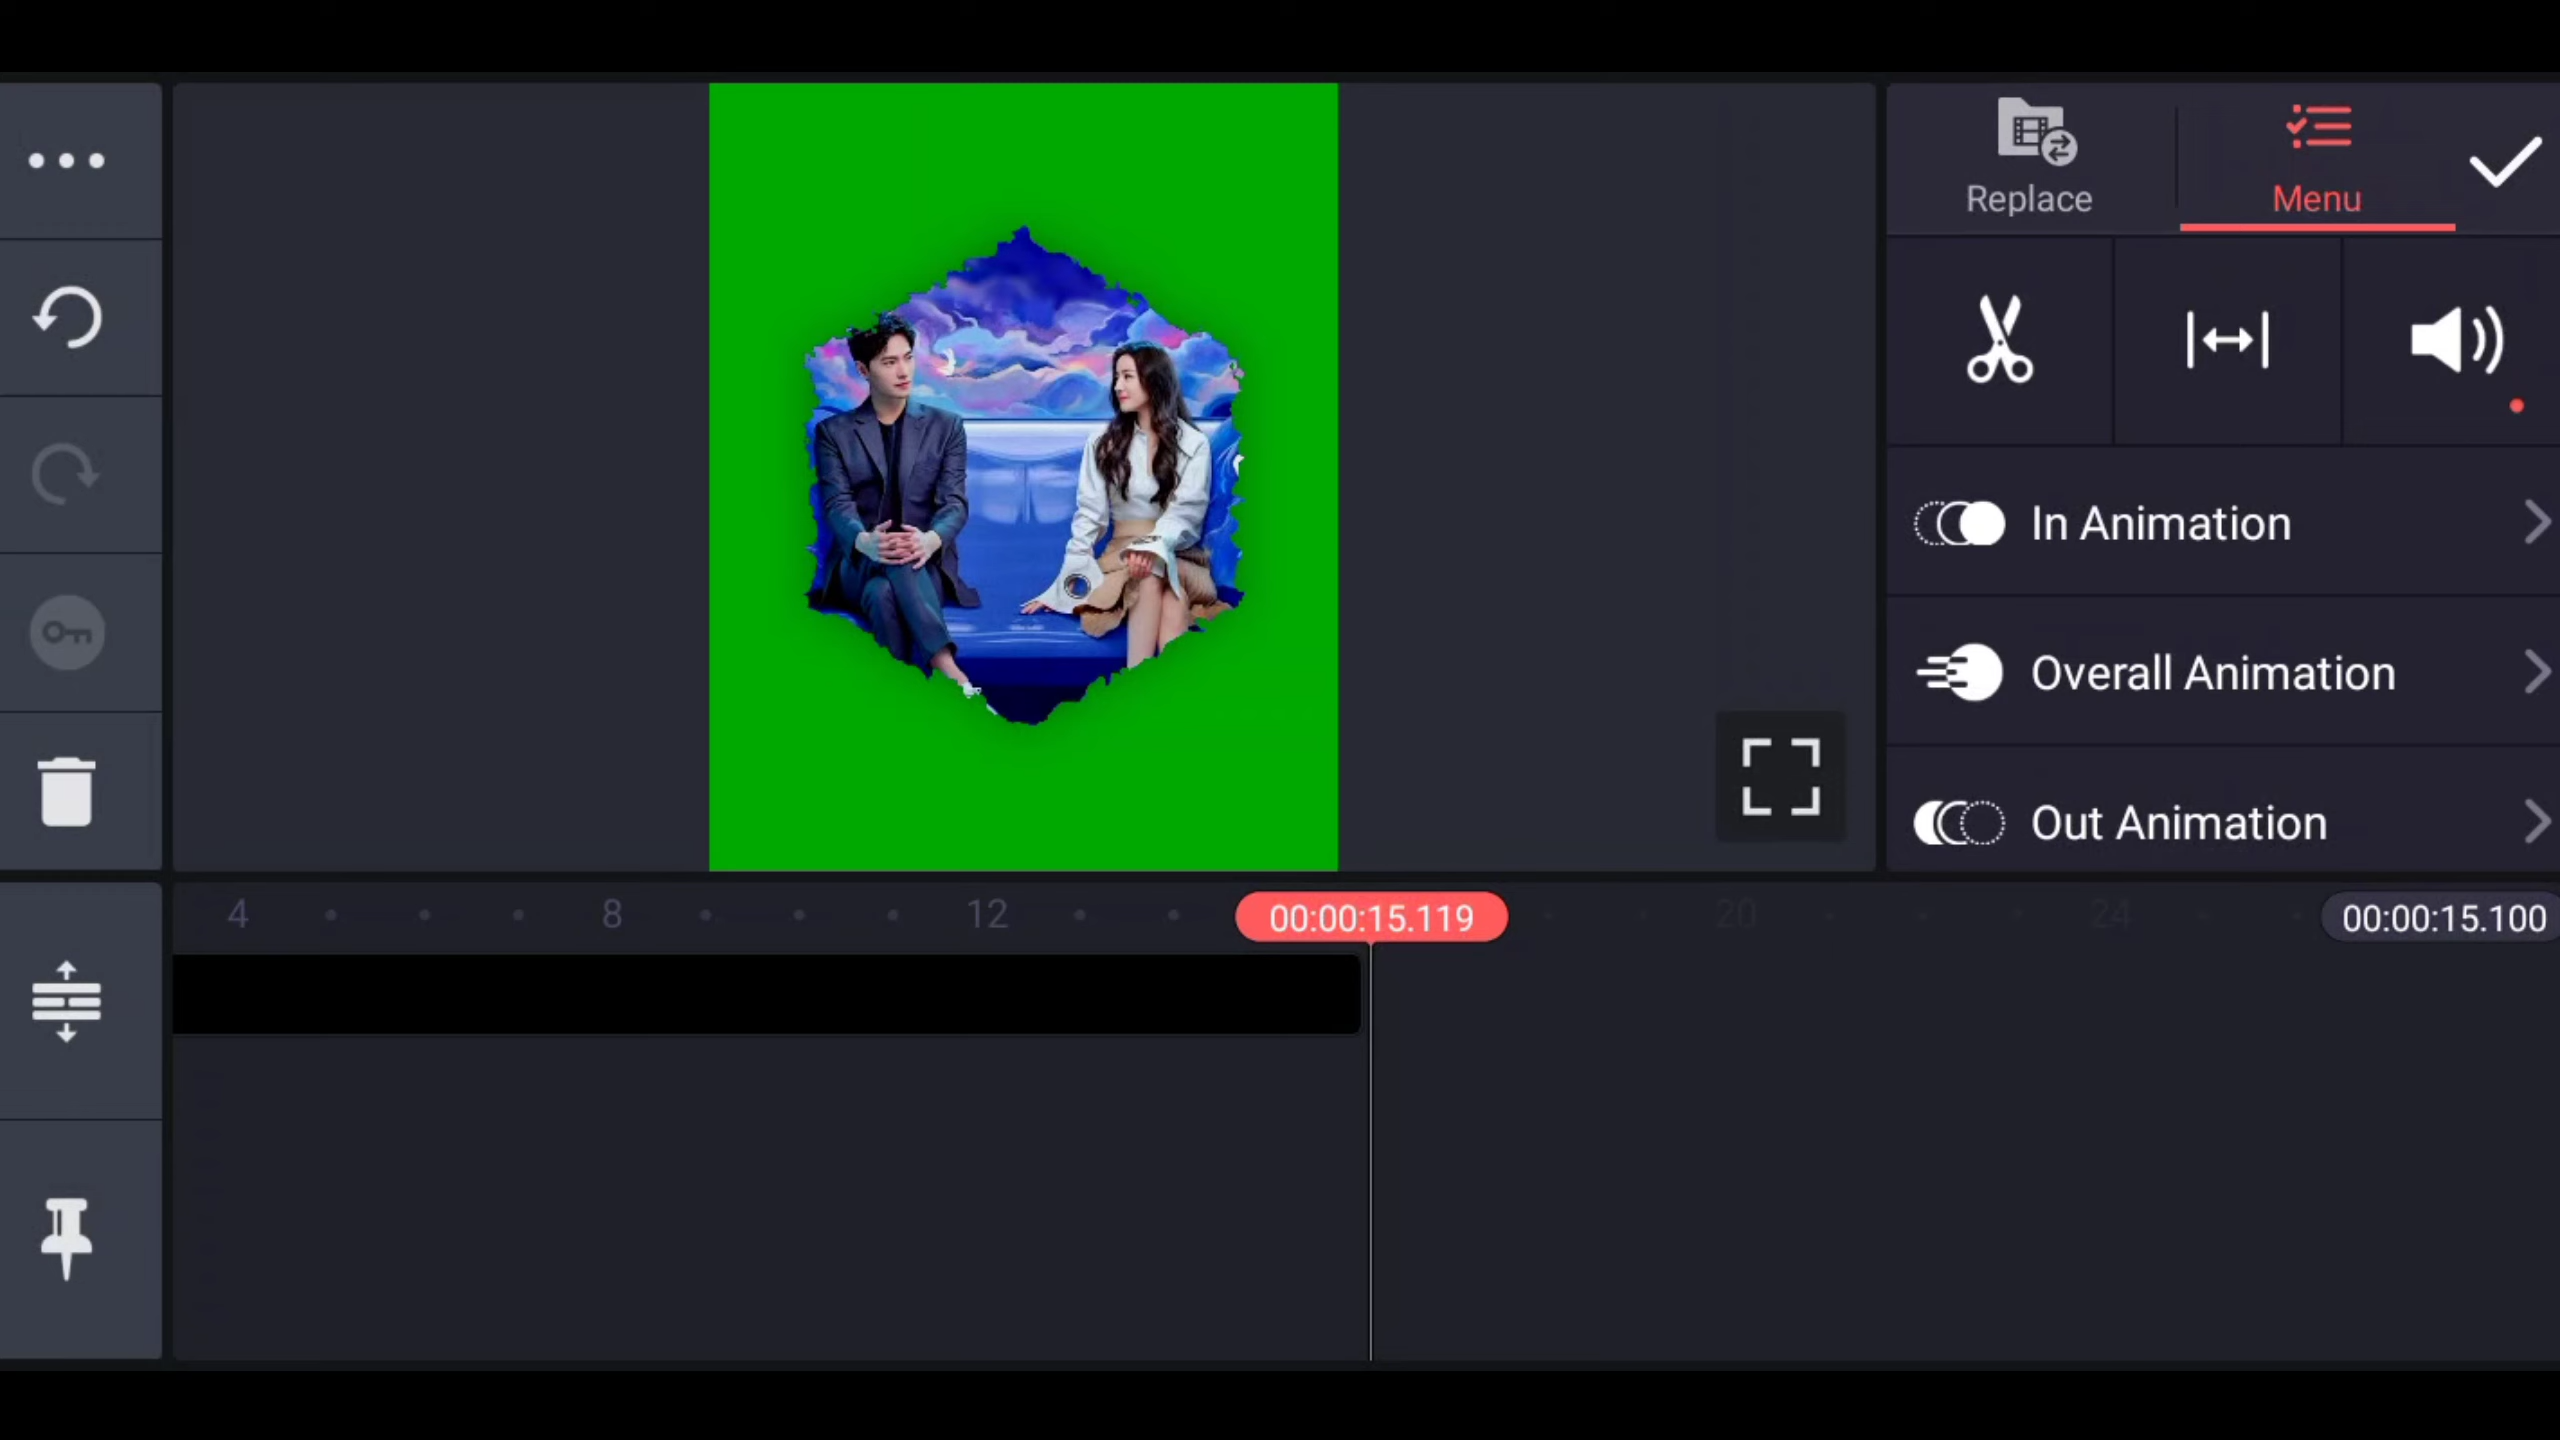 Replace
Menu
In Animation
Overall Animation
Out Animation
4
8
12
00:00:15.119
20
24
00:00:15.100